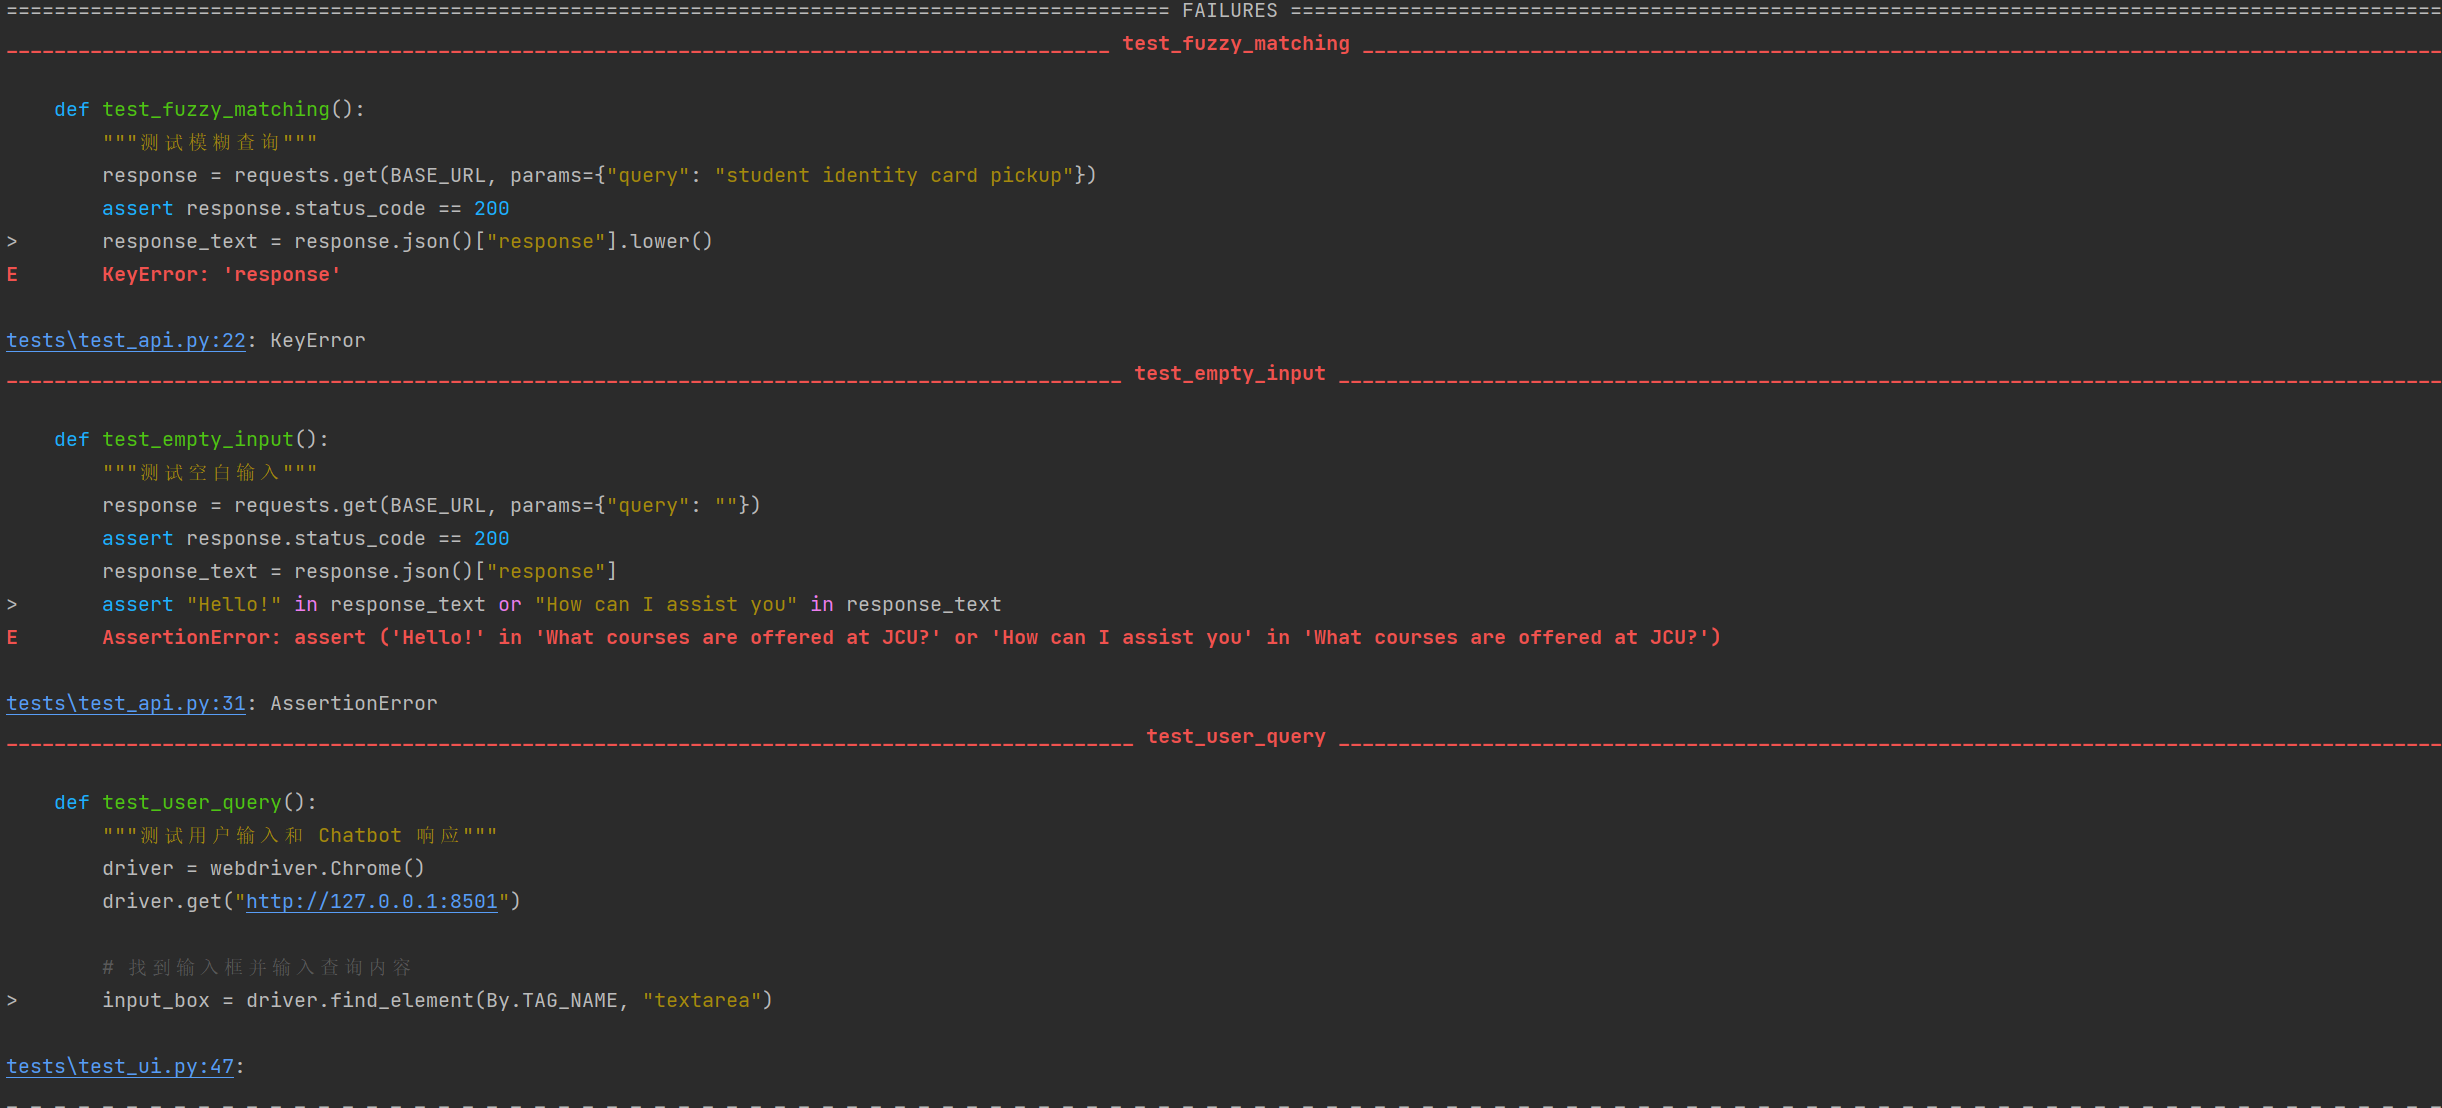 FAILURES
test_fuzzy_matching
def test_fuzzy_matching():
"""测试模糊查询"""
response = requests.get(BASE_URL, params={"query": "student identity card pickup"})
assert response.status_code == 200
> response_text = response.json()["response"].lower()
E KeyError: 'response'
tests\test_api.py:22: KeyError
test_empty_input
def test_empty_input():
"""测试空白输入"""
response = requests.get(BASE_URL, params={"query": ""})
assert response.status_code == 200
response_text = response.json()["response"]
> assert "Hello!" in response_text or "How can I assist you" in response_text
E AssertionError: assert ('Hello!' in 'What courses are offered at JCU?' or 'How can I assist you' in 'What courses are offered at JCU?')
tests\test_api.py:31: AssertionError
test_user_query
def test_user_query():
"""测试用户输入和 Chatbot 响应"""
driver = webdriver.Chrome()
driver.get("http://127.0.0.1:8501")
# 找到输入框并输入查询内容
> input_box = driver.find_element(By.TAG_NAME, "textarea")
tests\test_ui.py:47: